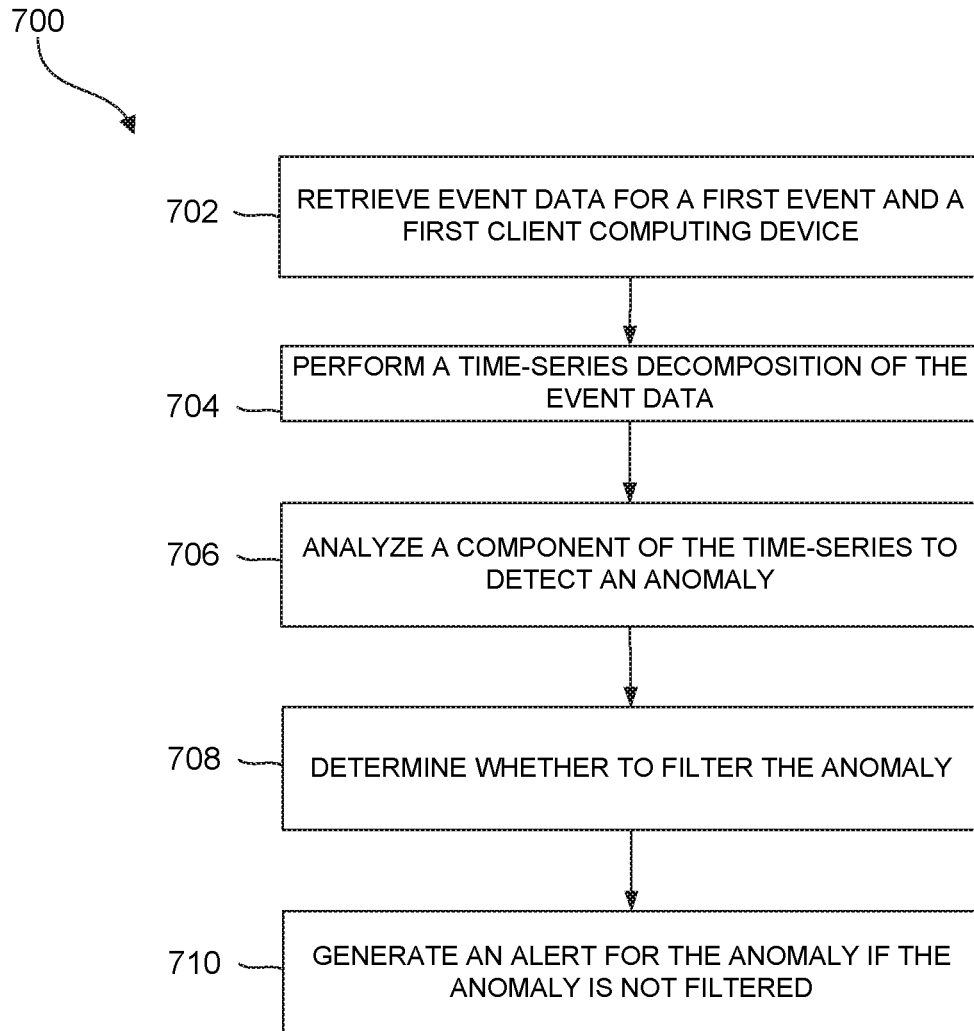 700
702
RETRIEVE EVENT DATA FOR A FIRST EVENT AND A
FIRST CLIENT COMPUTING DEVICE
704
PERFORM A TIME-SERIES DECOMPOSITION OF THE
EVENT DATA
706
ANALYZE A COMPONENT OF THE TIME-SERIES TO
DETECT AN ANOMALY
708
DETERMINE WHETHER TO FILTER THE ANOMALY
710
GENERATE AN ALERT FOR THE ANOMALY IF THE
ANOMALY IS NOT FILTERED